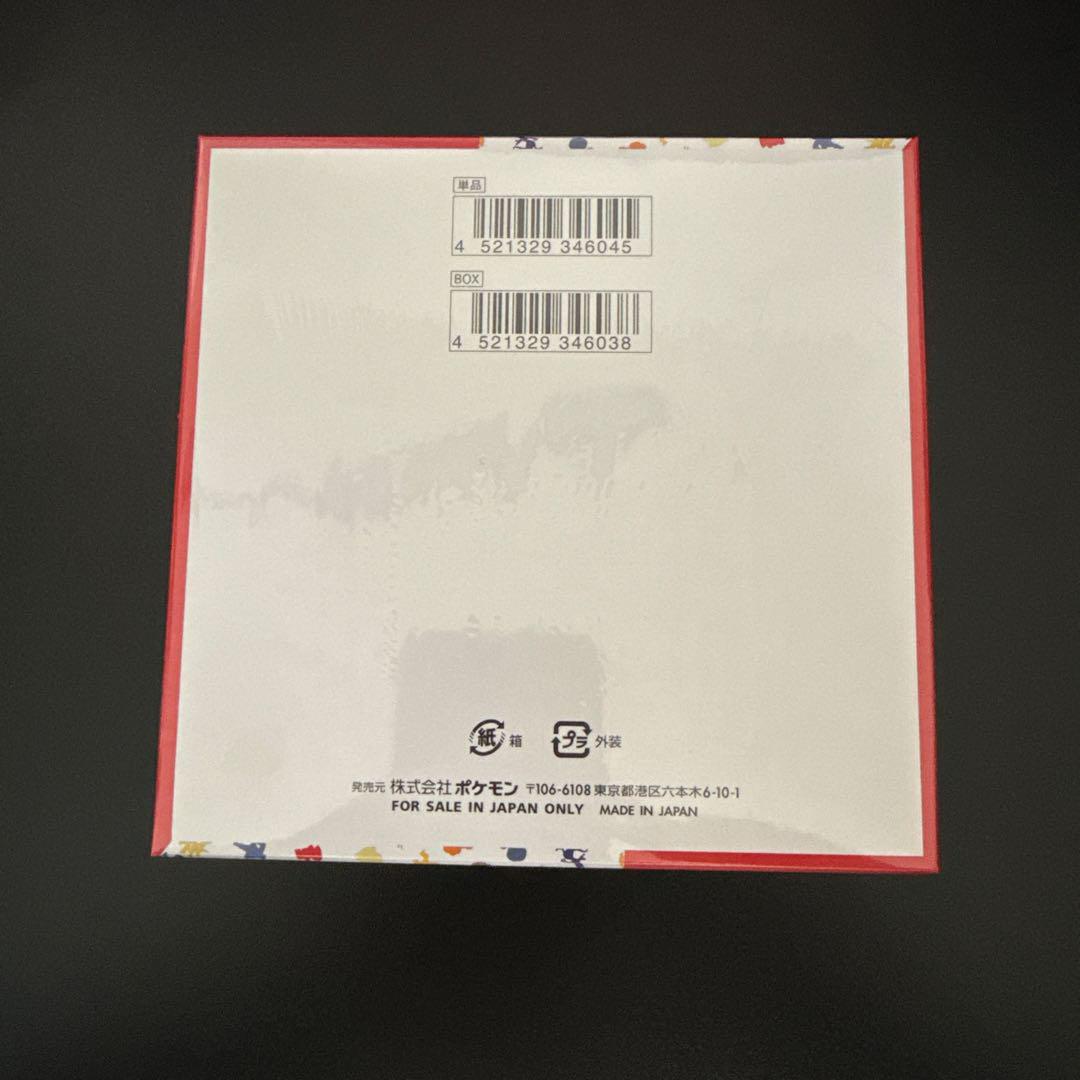 単品
4 521329 346045
BOX
4 521329 346038
紙 箱 プラ 外装
発売元 株式会社 ポケモン 〒106-6108 東京都港区六本木6-10-1
FOR SALE IN JAPAN ONLY MADE IN JAPAN